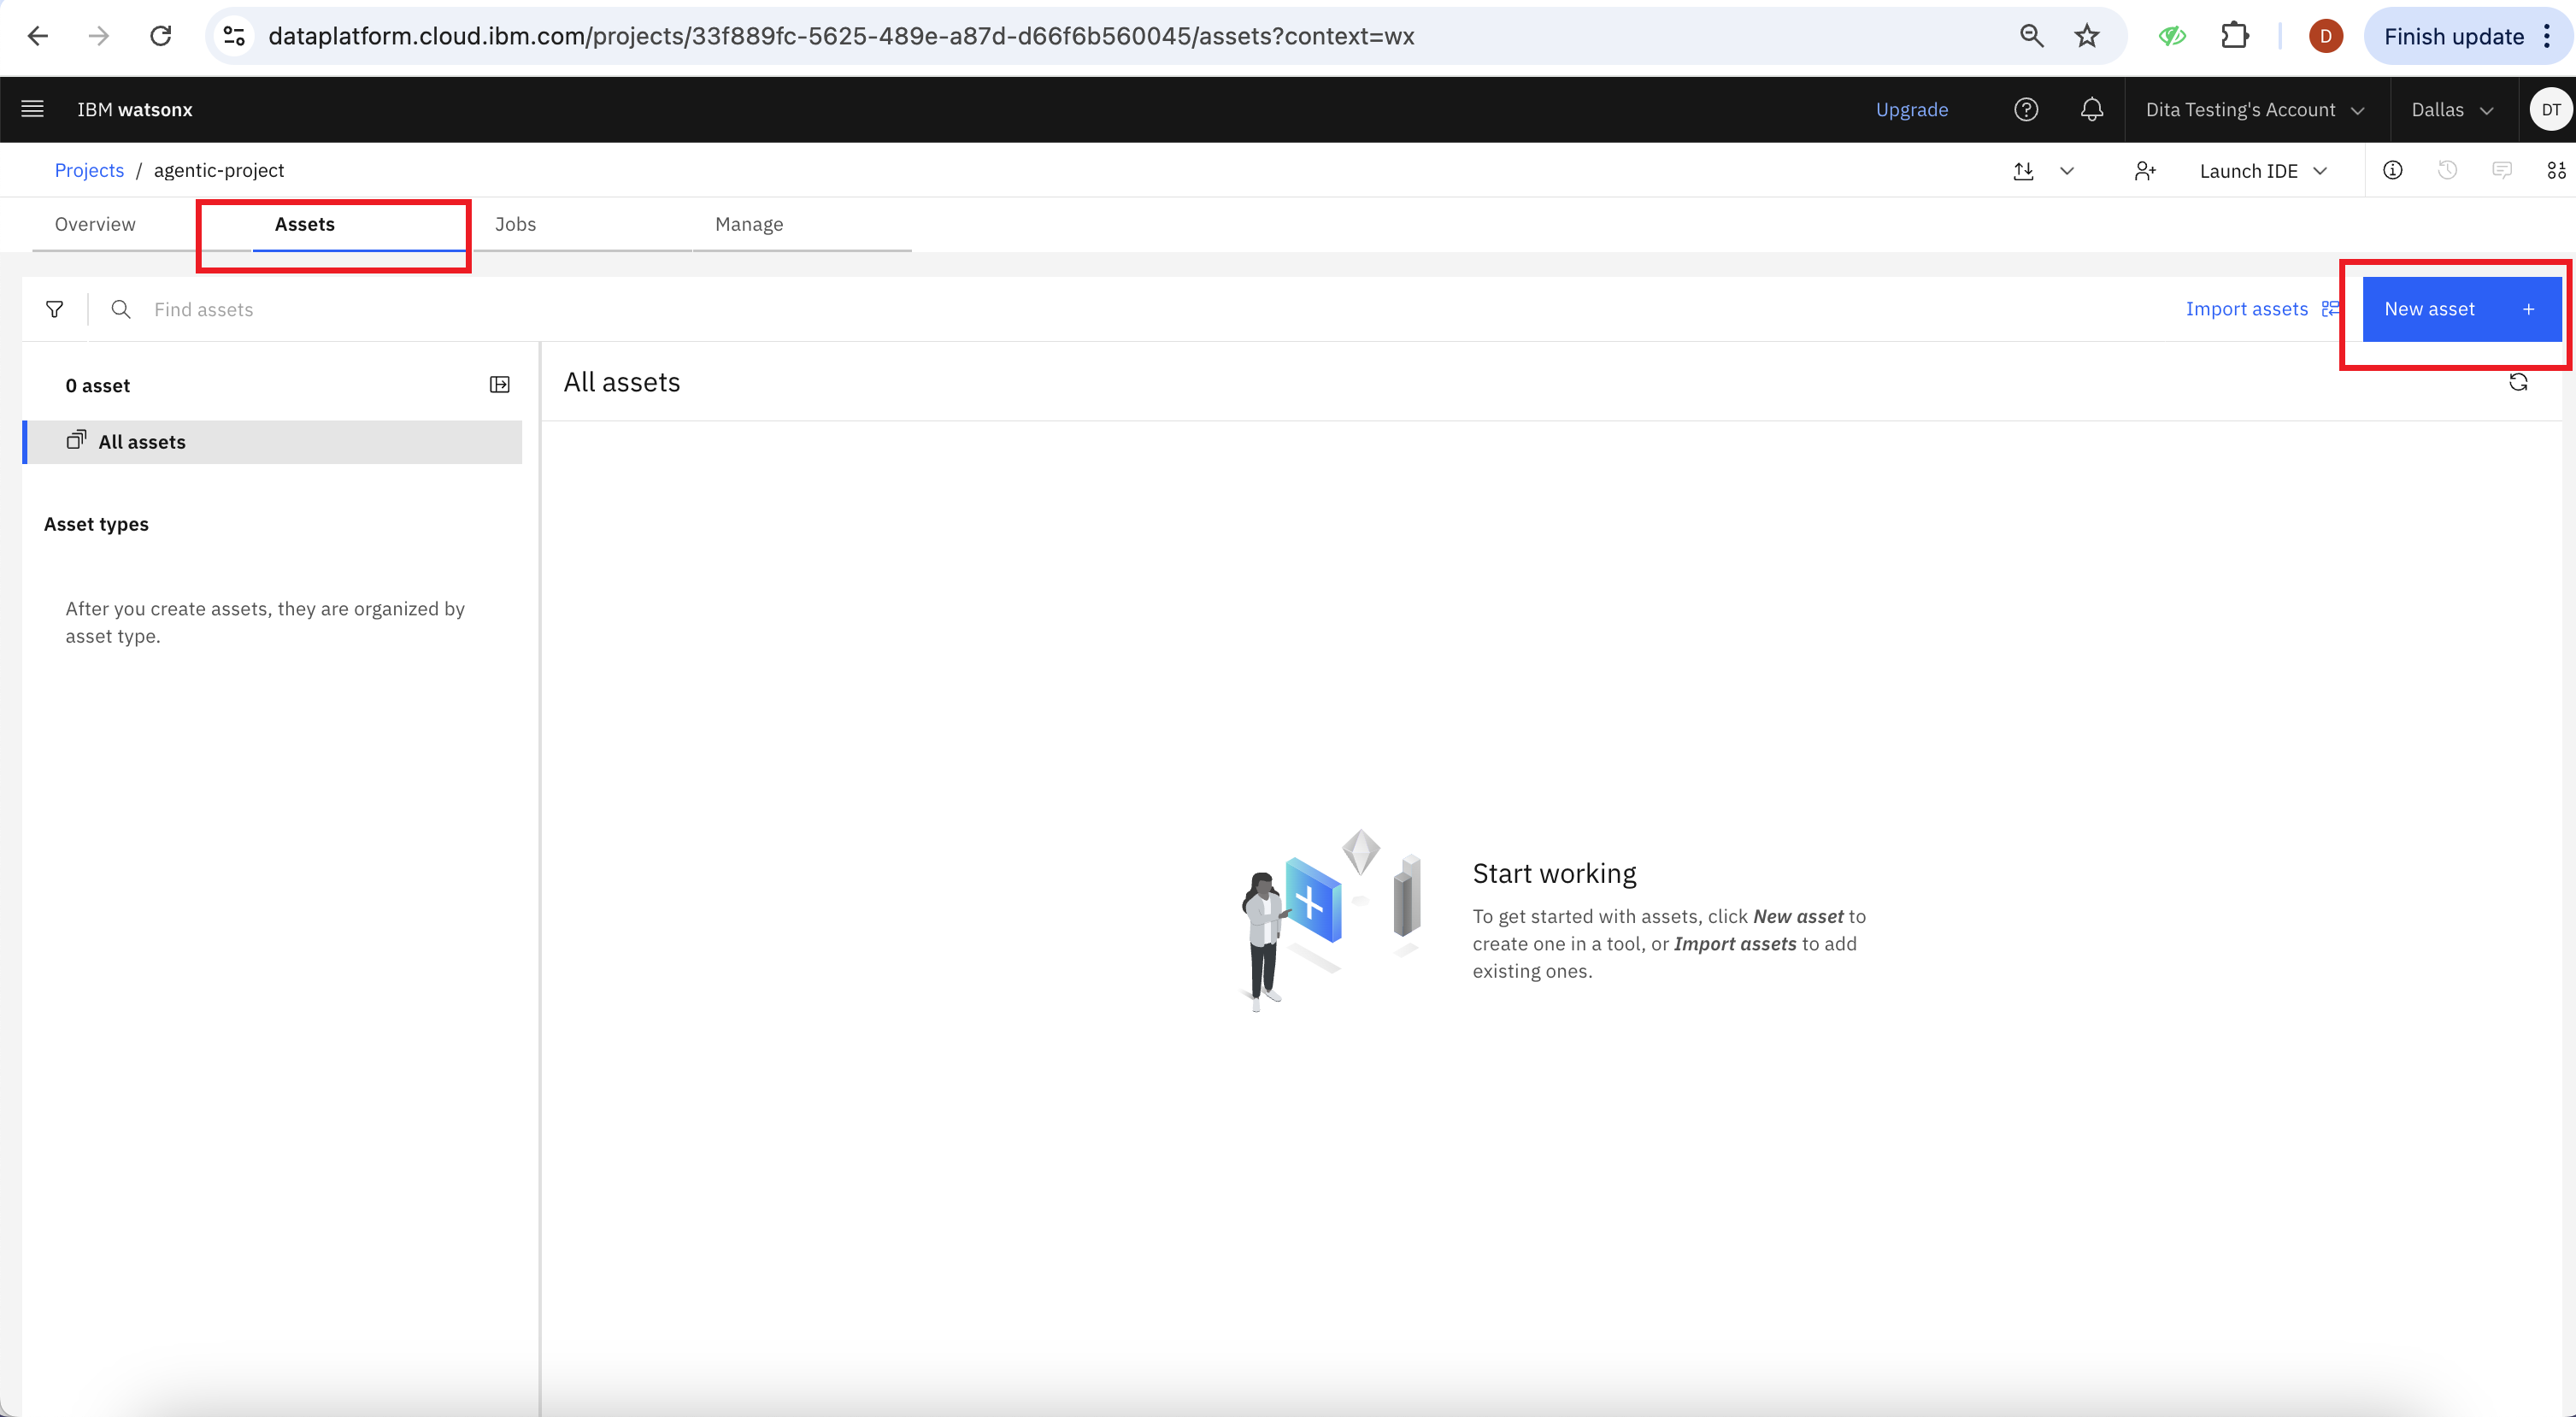 dataplatform.cloud.ibm.com/projects/33f889fc-5625-489e-a87d-d66f6b560045/assets?context=wx
D
Finish update
IBM watsonx
Upgrade
Dita Testing's Account
Dallas
DT
Projects / agentic-project
Launch IDE
Overview
Assets
Jobs
Manage
Find assets
Import assets
New asset +
0 asset
All assets
All assets
Asset types
After you create assets, they are organized by
asset type.
Start working
To get started with assets, click New asset to
create one in a tool, or Import assets to add
existing ones.